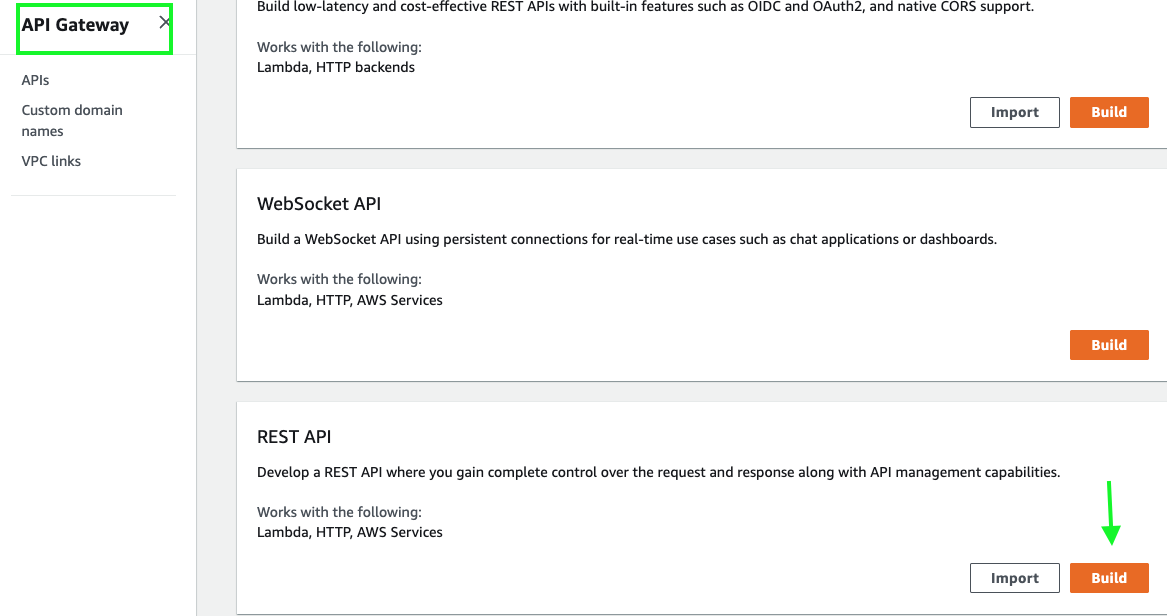 API Gateway
APIs
Custom domain
names
VPC links
Build low-latency and cost-effective REST APIs with built-in features such as OIDC and OAuth2, and native CORS support.
Works with the following:
Lambda, HTTP backends
Import
Build
WebSocket API
Build a WebSocket API using persistent connections for real-time use cases such as chat applications or dashboards.
Works with the following:
Lambda, HTTP, AWS Services
Build
REST API
Develop a REST API where you gain complete control over the request and response along with API management capabilities.
Works with the following:
Lambda, HTTP, AWS Services
Import
Build